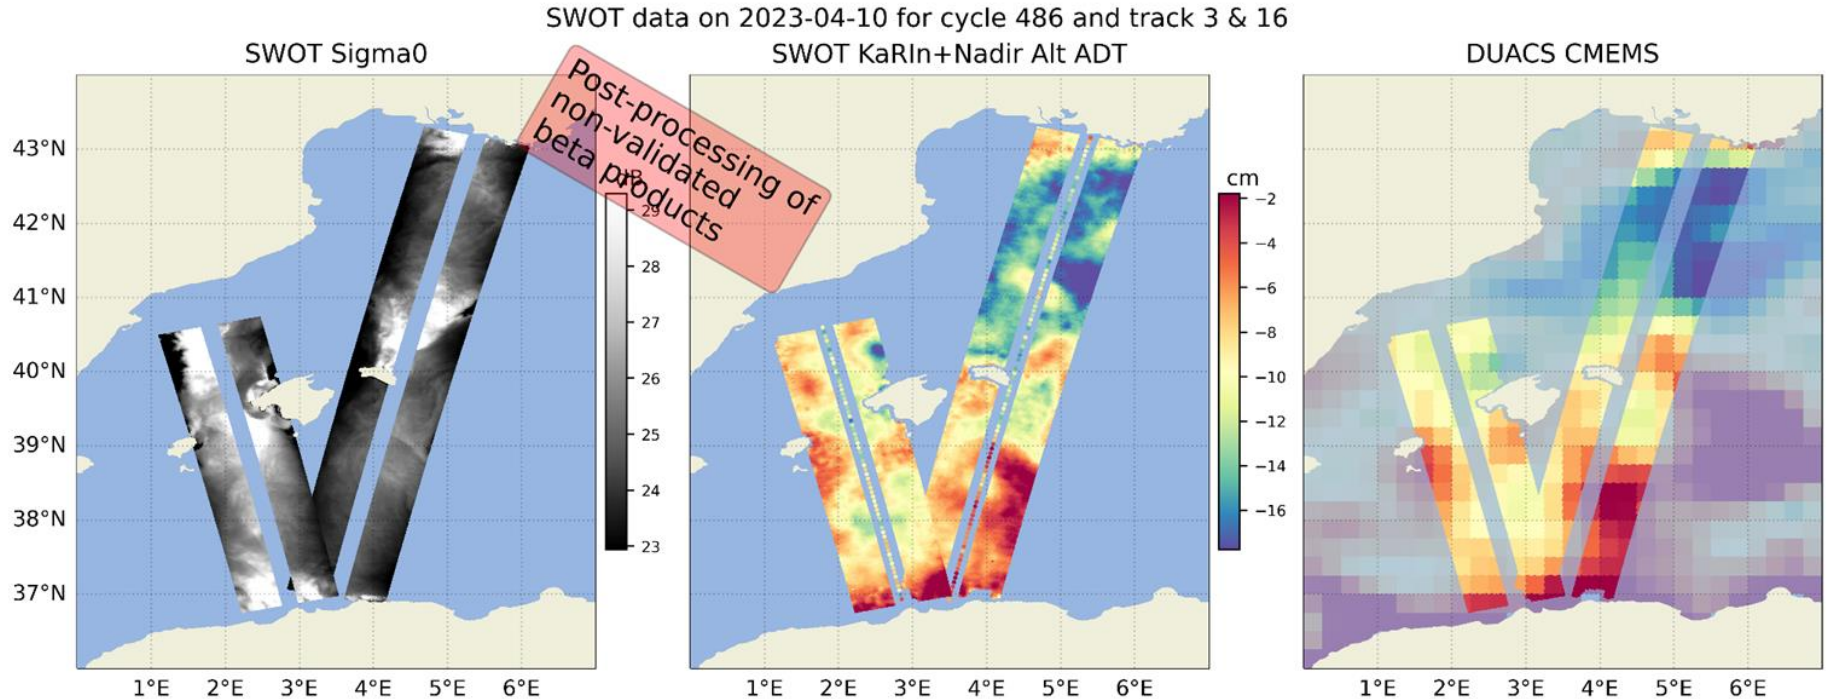 SWOT data on 2023-04-10 for cycle 486 and track 3 & 16
SWOT Sigma0
SWOT KaRIn+Nadir Alt ADT
DUACS CMEMS
Post-processing of
non-validated
beta products
43°N
42°N
41°N
40°N
39°N
38°N
37°N
1°E 2°E 3°E 4°E 5°E 6°E
dB
29
28
27
26
25
24
23
1°E 2°E 3°E 4°E 5°E 6°E
cm
−2
−4
−6
−8
−10
−12
−14
−16
1°E 2°E 3°E 4°E 5°E 6°E